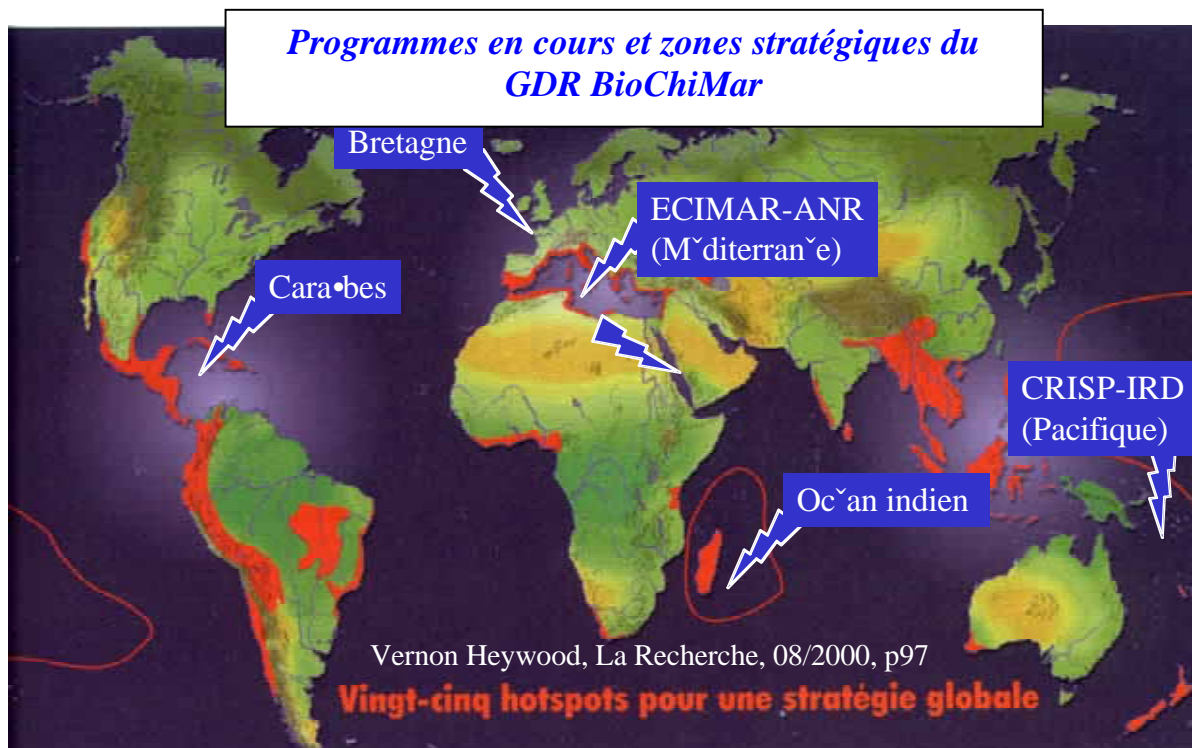 Programmes en cours et zones stratégiques du
GDR BioChiMar
Bretagne
ECIMAR-ANR
(Mˇditerranˇe)
Cara•bes
CRISP-IRD
(Pacifique)
Ocˇan indien
Vernon Heywood, La Recherche, 08/2000, p97
Vingt-cinq hotspots pour une stratégie globale